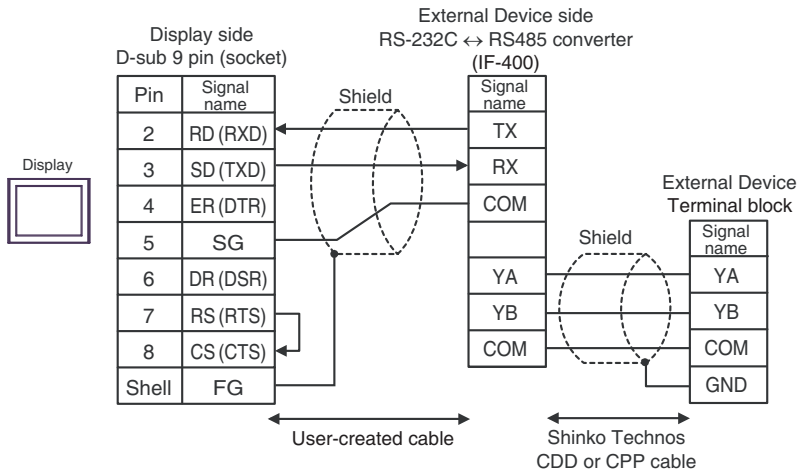 External Device side
RS-232C ↔ RS485 converter
(IF-400)
Display side
D-sub 9 pin (socket)
Pin Signal name
2 RD (RXD)
3 SD (TXD)
4 ER (DTR)
5 SG
6 DR (DSR)
7 RS (RTS)
8 CS (CTS)
Shell FG
Display
Shield
Signal name
TX
RX
COM
YA
YB
COM
Shield
External Device
Terminal block
Signal name
YA
YB
COM
GND
User-created cable
Shinko Technos
CDD or CPP cable